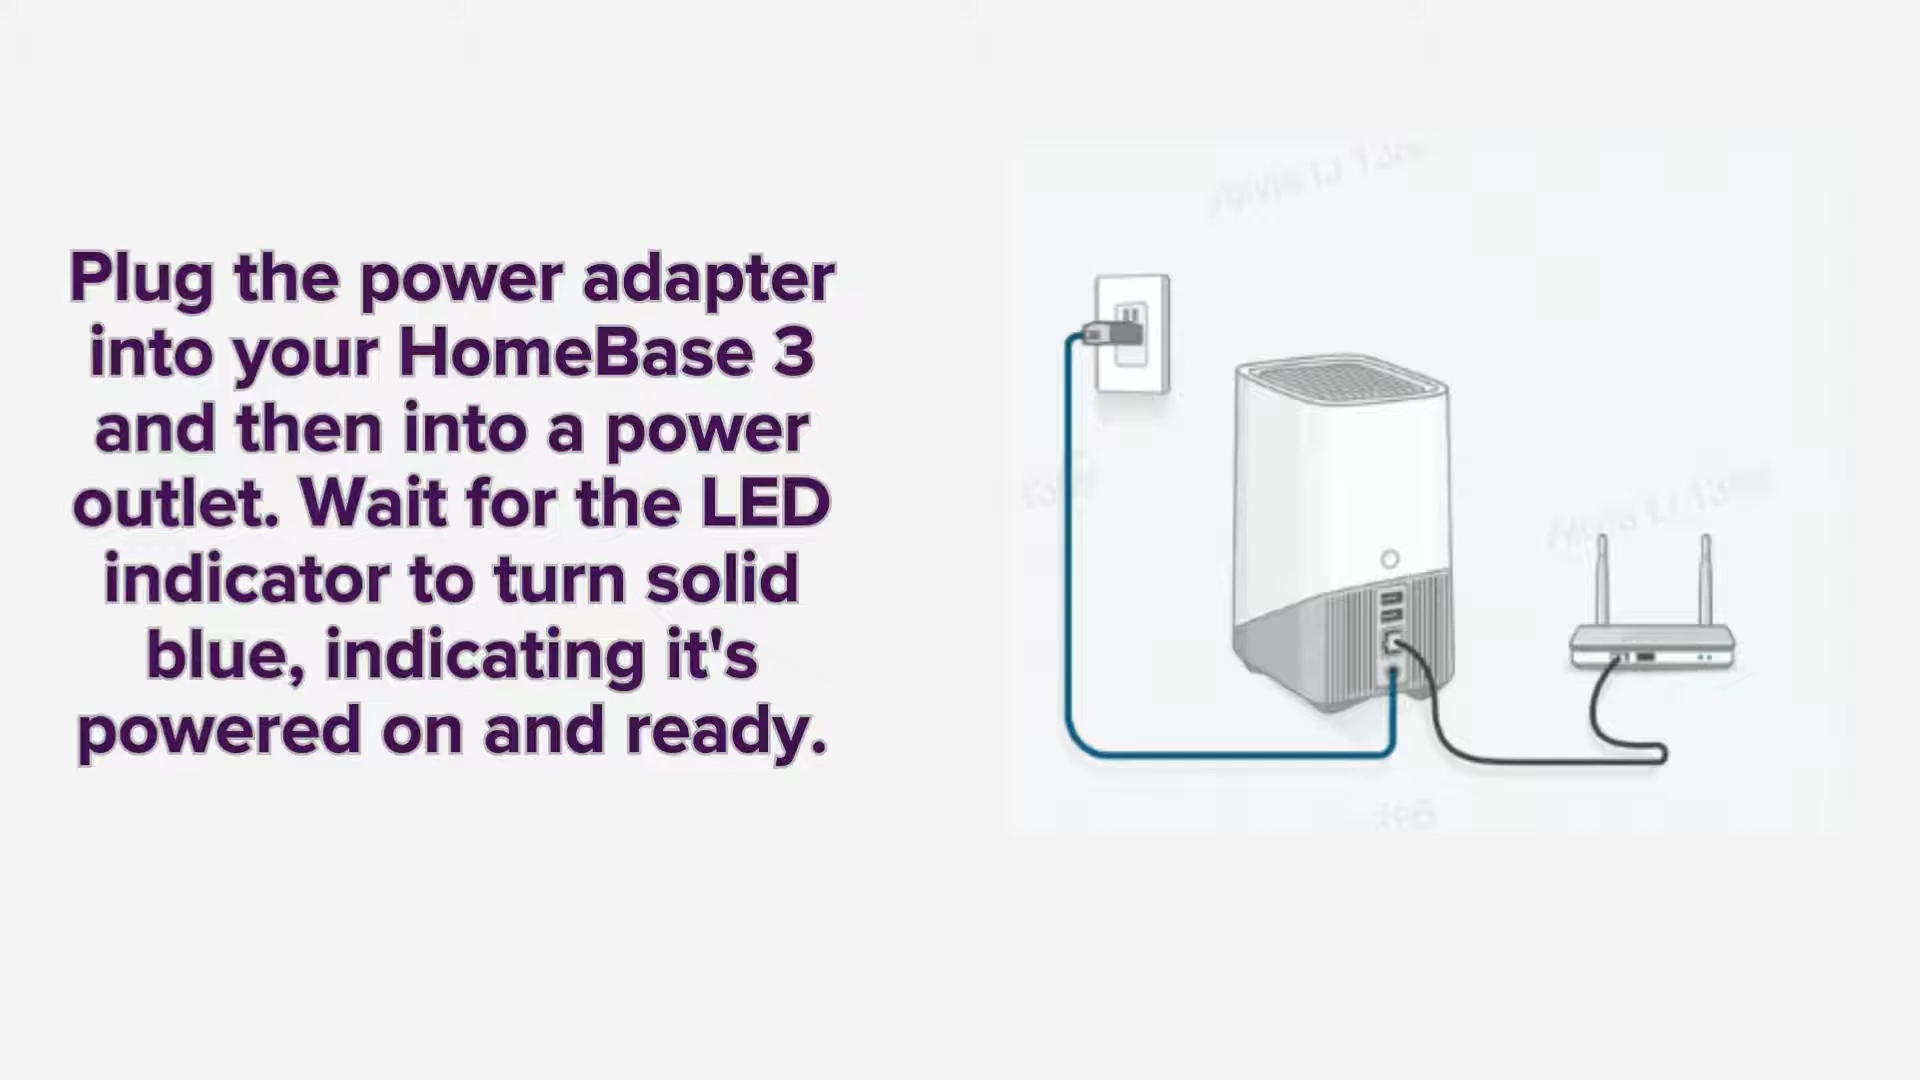 Plug the power adapter
into your HomeBase 3
and then into a power
outlet. Wait for the LED
indicator to turn solid
blue, indicating it's
powered on and ready.